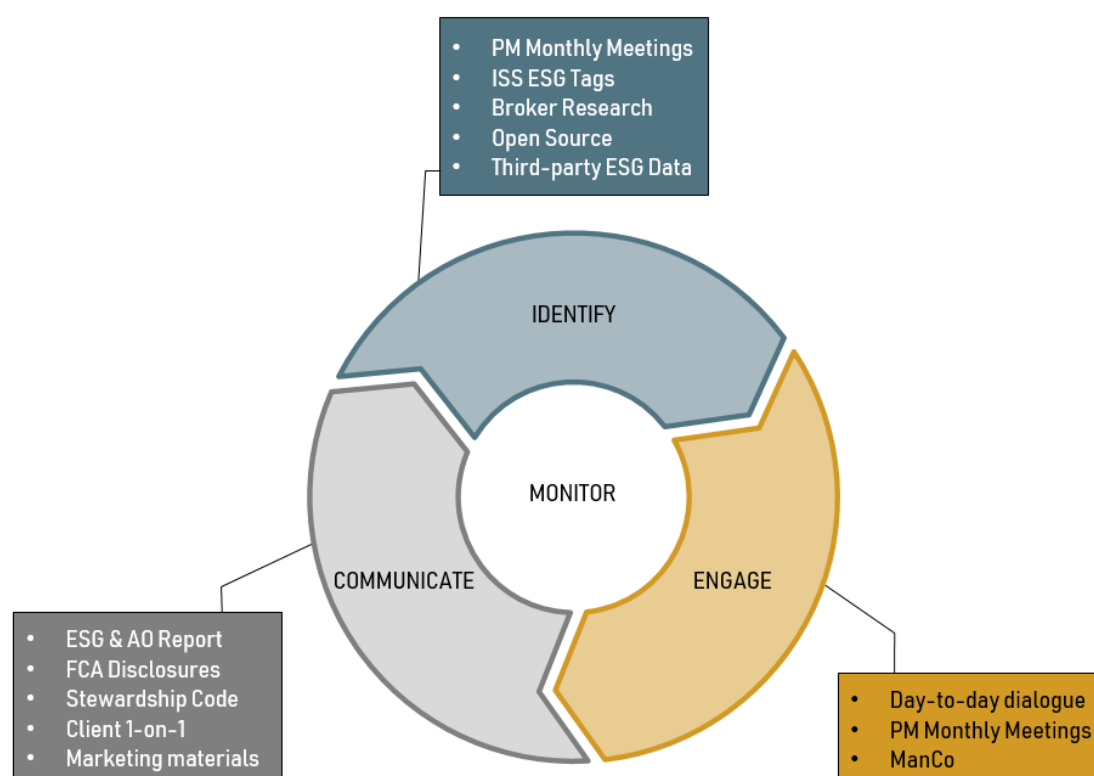 • PM Monthly Meetings
• ISS ESG Tags
• Broker Research
• Open Source
• Third-party ESG Data
IDENTIFY
MONITOR
COMMUNICATE
ENGAGE
• ESG & AO Report
• FCA Disclosures
• Stewardship Code
• Client 1-on-1
• Marketing materials
• Day-to-day dialogue
• PM Monthly Meetings
• ManCo